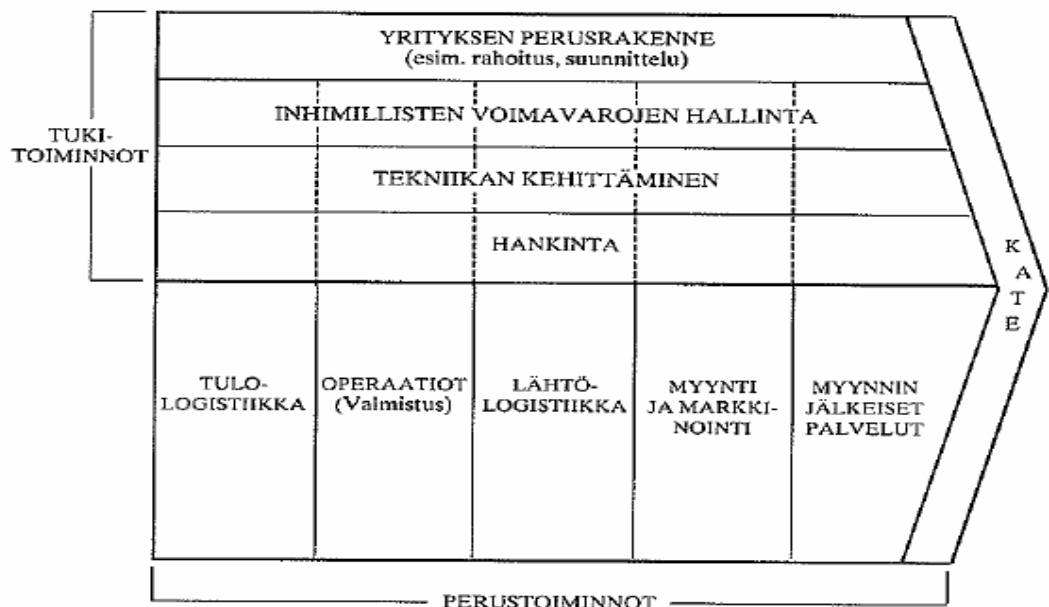 YRITYKSEN PERUSRAKENNE
(esim. rahoitus, suunnittelu)
INHIMILLISTEN VOIMAVAROJEN HALLINTA
TUKI-
TOIMINNOT
TEKNIIKAN KEHITTÄMINEN
HANKINTA
K
A
T
E
TULO-
LOGISTIIKKA
OPERAATIOT
(Valmistus)
LÄHTÖ-
LOGISTIIKKA
MYYNTI
JA MARKKI-
NOINTI
MYYNNIN
JÄLKEISET
PALVELUT
PERUSTOIMINNOT